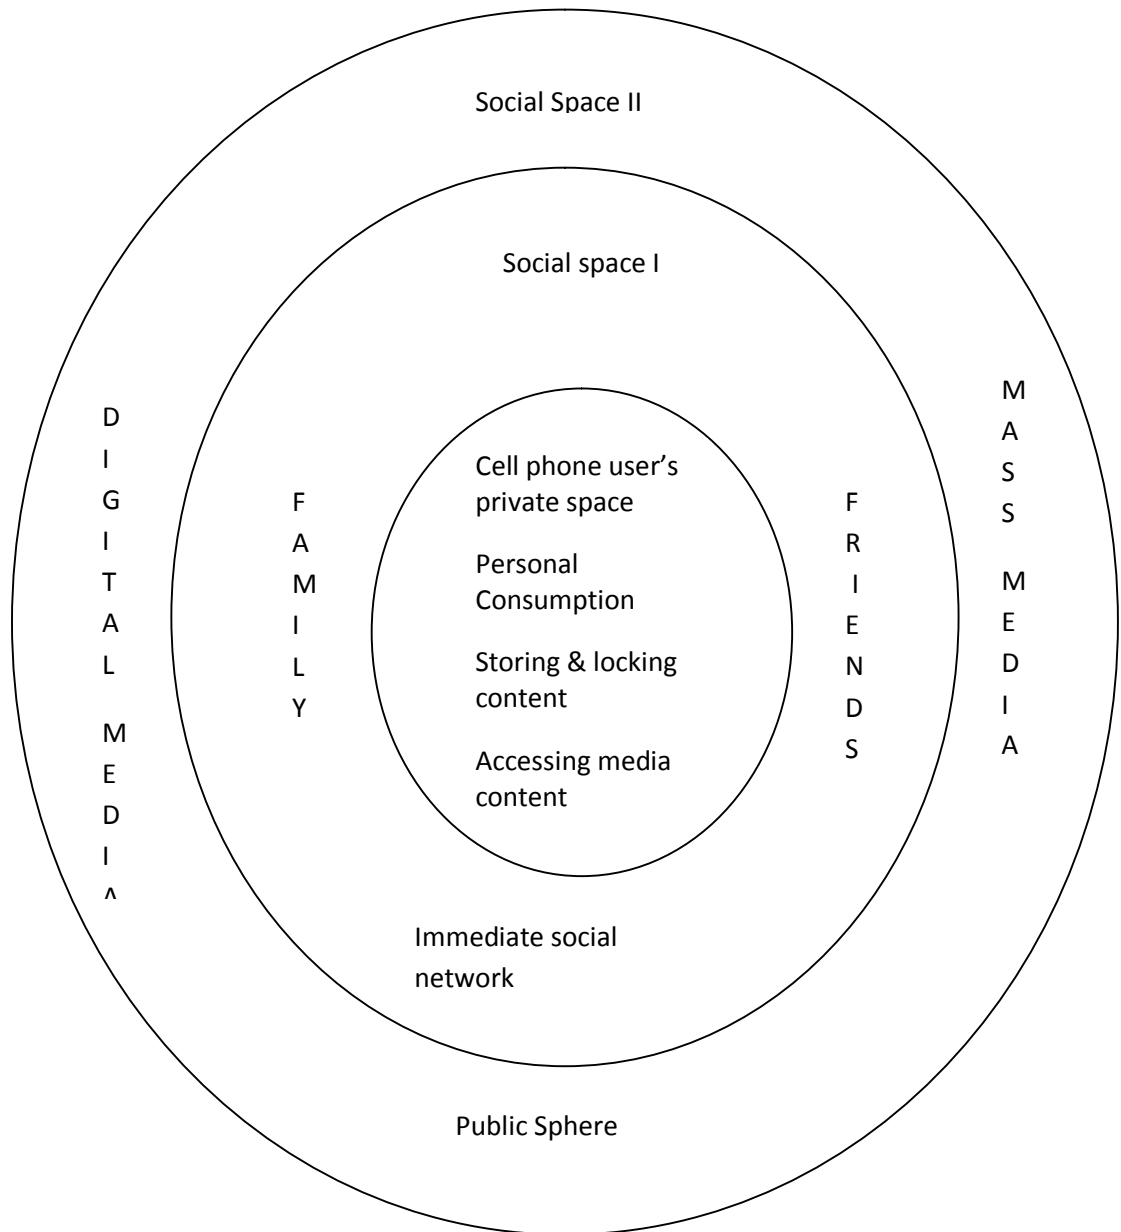 Social Space II
Social space I
DIGITAL MEDIA
FAMILY
Cell phone user’s
private space
Personal
Consumption
Storing & locking
content
Accessing media
content
FRIENDS
MASS MEDIA
Immediate social
network
Public Sphere